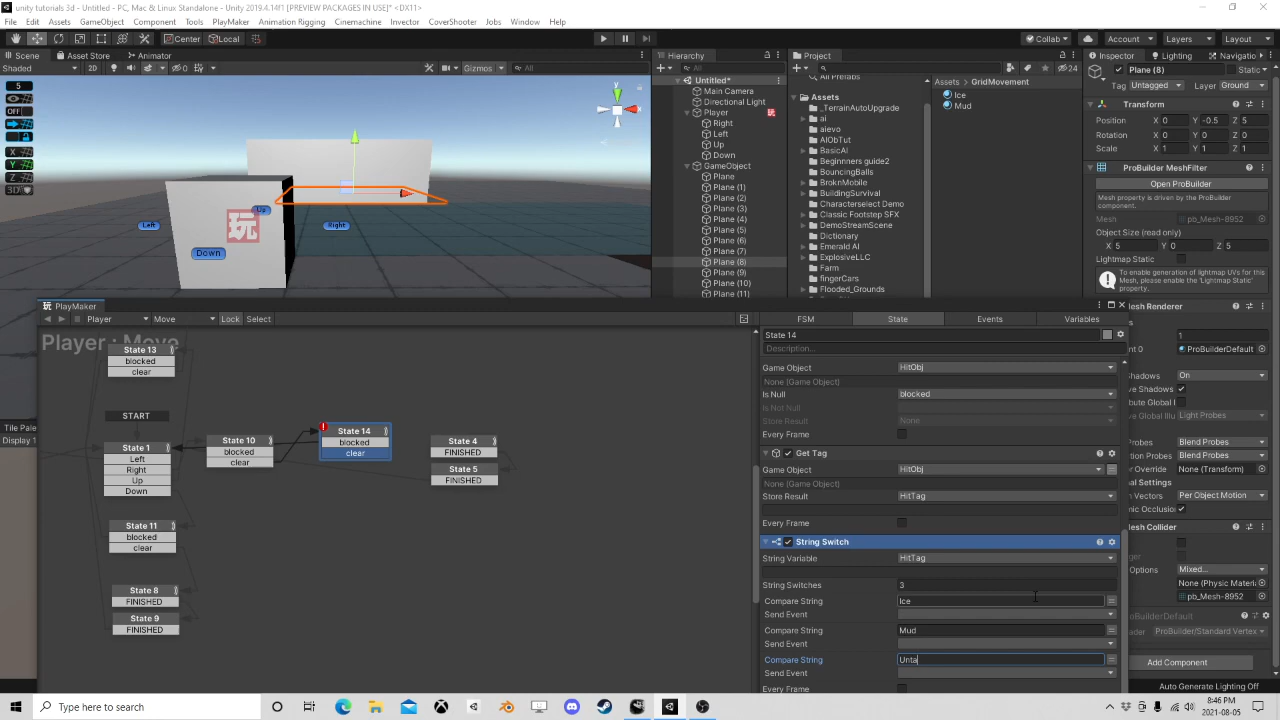 unity tutorials 3d - Untitled - PC, Mac & Linux Standalone - Unity 2019.4.14f1 [PREVIEW PACKAGES IN USE]* <DX11>
File Edit Assets GameObject Component Tools PlayMaker Animation Rigging Cinemachine Invector CoverShooter Jobs Window Help
Center Local Collab Account Layers Layout
Scene Asset Store Animator Hierarchy Project Inspector Lighting Navigation
Shaded 2D 0 Gizmos All All 24 Plane (8) Static
5 Untitled* All Prefabs Assets > GridMovement Tag Untagged Layer Ground
OFF Main Camera Assets Ice Transform
Directional Light _TerrainAutoUpgrade Mud Position X 0 Y -0.5 Z 5
Player ai Rotation X 0 Y 0 Z 0
Right aievo Scale X 1 Y 1 Z 1
Left AIObTut
Up BasicAI ProBuilder MeshFilter
Down Beginnners guide2 Open ProBuilder
GameObject BouncingBalls Mesh property is driven by the ProBuilder component.
Plane BroknMobile Mesh pb_Mesh-8952
Plane (1) BuildingSurvival Object Size (read only)
Plane (2) Characterselect Demo X 5 Y 0 Z 5
Plane (3) Classic Footstep SFX Lightmap Static
Plane (4) DemoStreamScene
Plane (5) Dictionary To enable generation of lightmap UVs for this Mesh, please enable the 'Lightmap Static' property.
Plane (6) Emerald AI
Plane (7) ExplosiveLLC
Plane (8) Farm
Plane (9) fingerCars
Plane (10) Flooded_Grounds
Plane (11)
X
Y
Z
3D
y
x
Left Up Right
玩
Down
PlayMaker
Player Move Lock Select FSM State Events Variables
Player : Move
State 13
blocked
clear
START
State 1
Left
Right
Up
Down
State 10
blocked
clear
State 14
blocked
clear
State 4
FINISHED
State 5
FINISHED
State 11
blocked
clear
State 8
FINISHED
State 9
FINISHED
State 14
Description...
Game Object HitObj
None (Game Object)
Is Null blocked
Is Not Null
Store Result None
Every Frame
Get Tag
Game Object HitObj
None (Game Object)
Store Result HitTag
Every Frame
String Switch
String Variable HitTag
String Switches 3
Compare String Ice
Send Event
Compare String Mud
Send Event
Compare String Unta
Send Event
Every Frame
Mesh Renderer
1
ProBuilderDefault
Shadows On
Light Probes
Blend Probes
Blend Probes
None (Transform)
Per Object Motion
Mesh Collider
Options Mixed...
None (Physic Materi
pb_Mesh-8952
ProBuilder/Standard Vertex
Add Component
Auto Generate Lighting Off
Tile Pale
Display 1
Type here to search
8:46 PM
2021-08-05